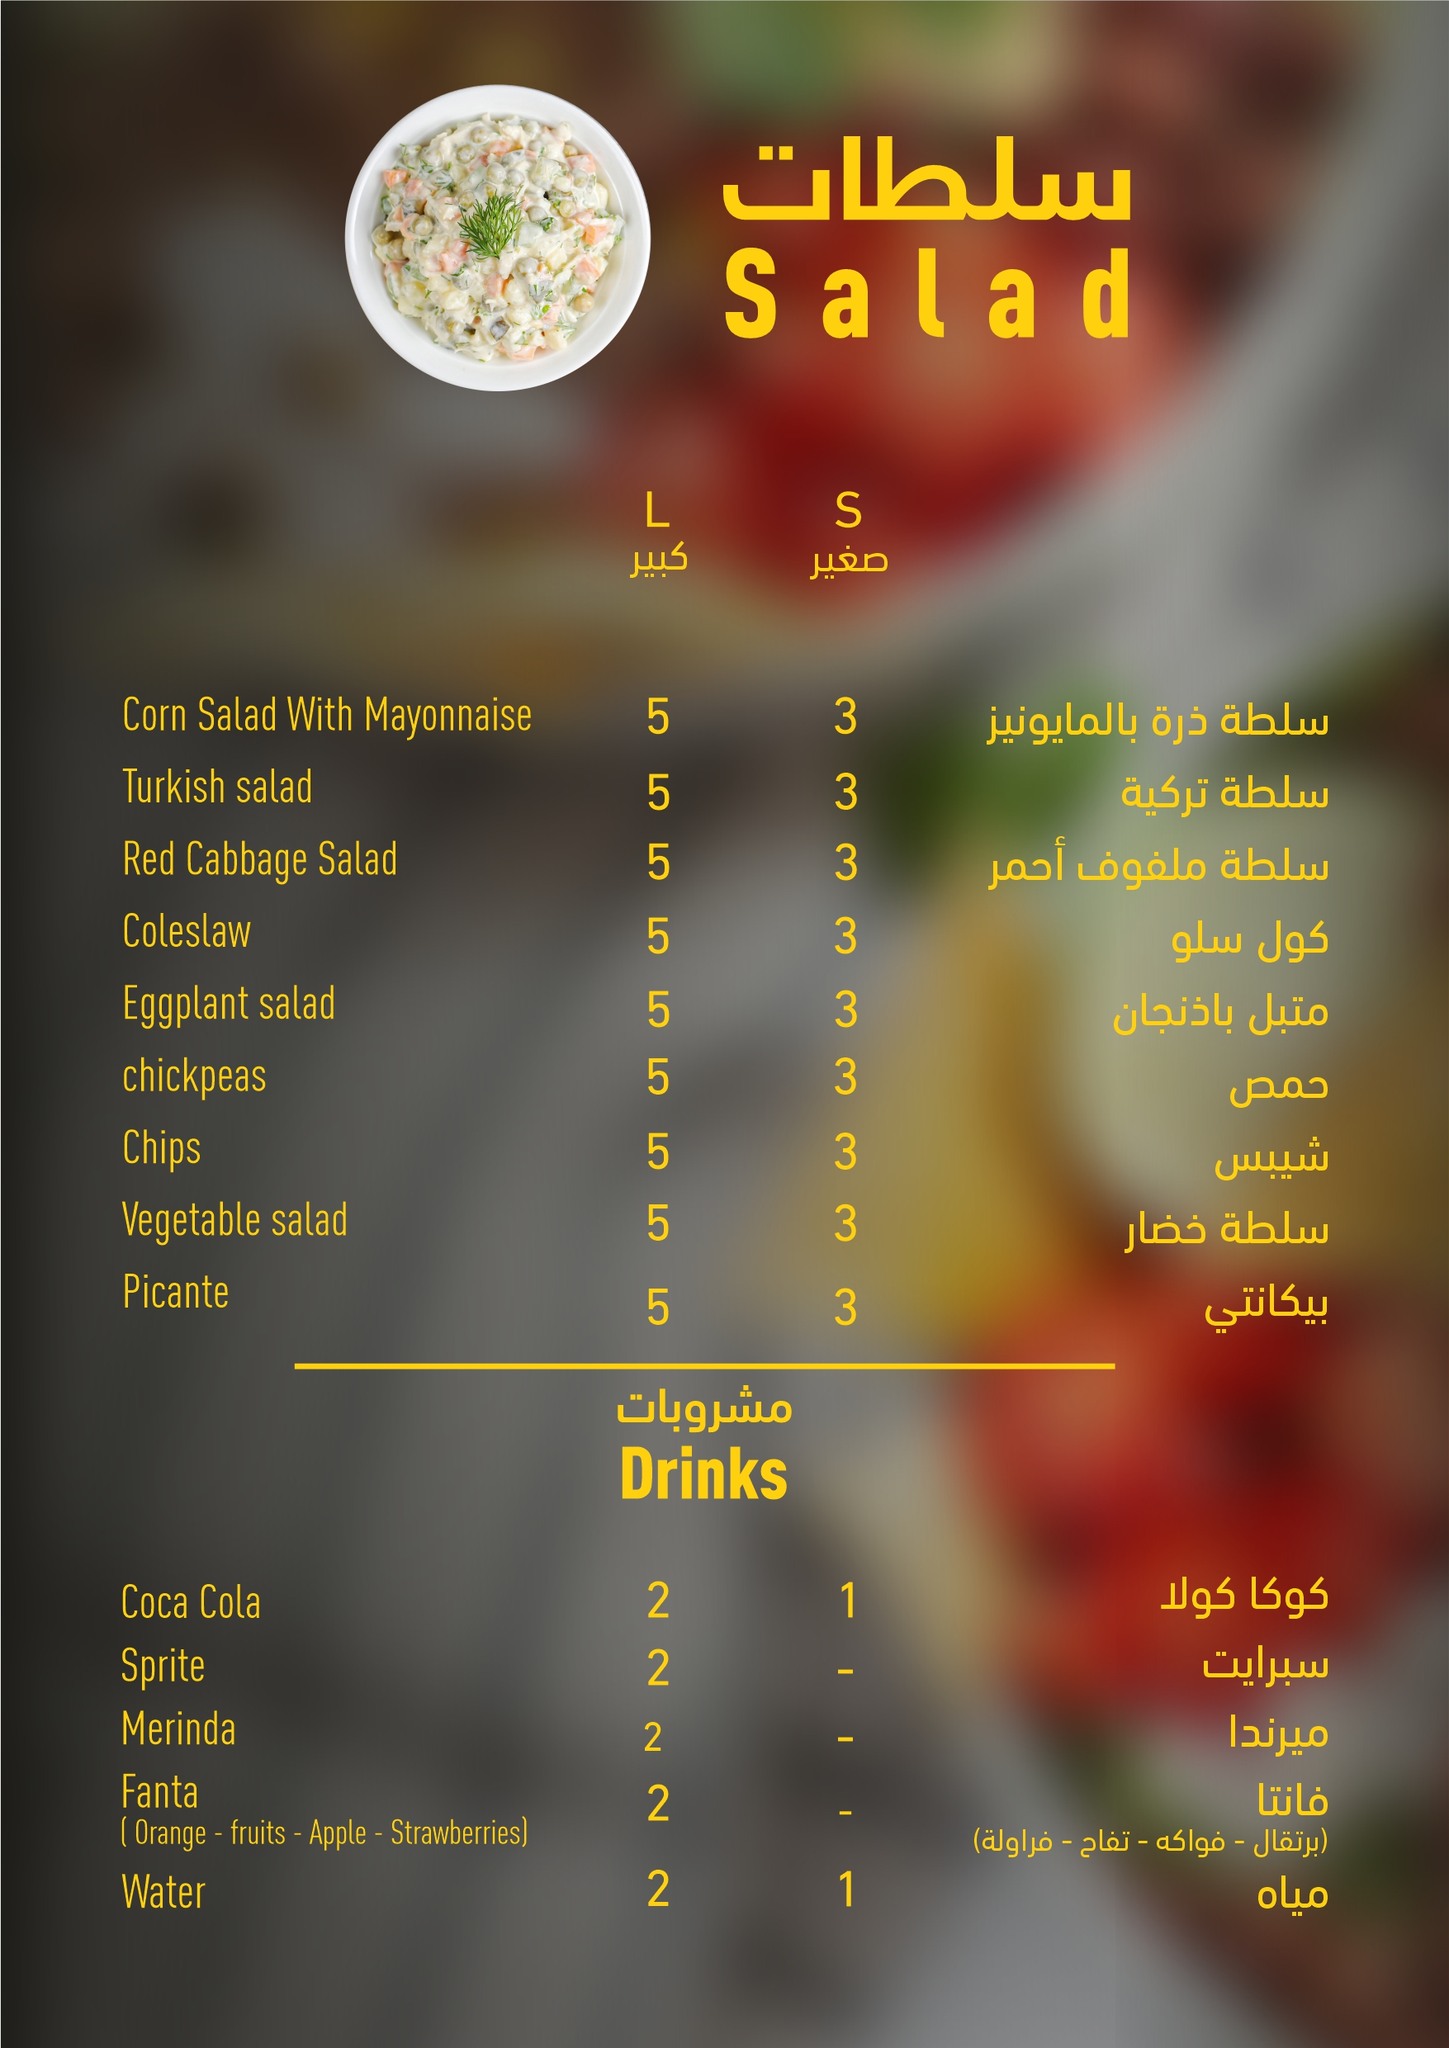 سلطات
Salad
L S
كبير صغير
Corn Salad With Mayonnaise 5 3 سلطة ذرة بالمايونيز
Turkish salad 5 3 سلطة تركية
Red Cabbage Salad 5 3 سلطة ملفوف أحمر
Coleslaw 5 3 كول سلو
Eggplant salad 5 3 متبل باذنجان
chickpeas 5 3 حمص
Chips 5 3 شيبس
Vegetable salad 5 3 سلطة خضار
Picante 5 3 بيكانتي
مشروبات
Drinks
Coca Cola 2 1 كوكا كولا
Sprite 2 - سبرايت
Merinda 2 - ميرندا
Fanta 2 - فانتا
( Orange - fruits - Apple - Strawberries) (برتقال - فواكه - تفاح - فراولة)
Water 2 1 مياه